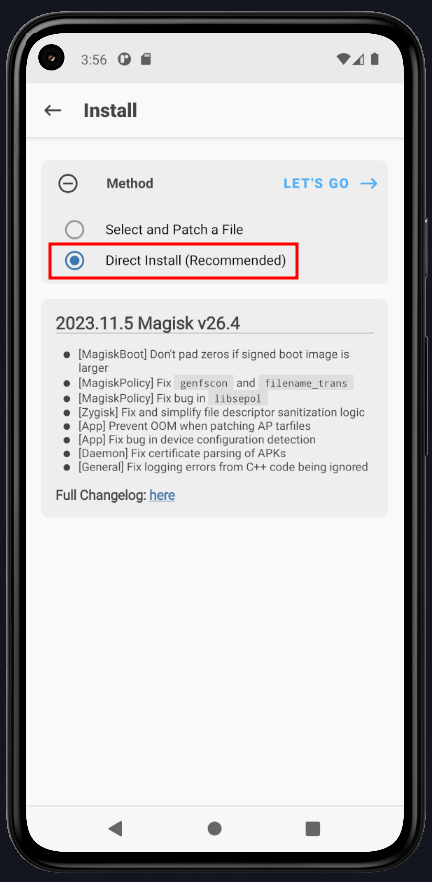 3:56
Install
Method
LET'S GO
Select and Patch a File
Direct Install (Recommended)
2023.11.5 Magisk v26.4
[MagiskBoot] Don't pad zeros if signed boot image is
larger
[MagiskPolicy] Fix genfscon and filename_trans
[MagiskPolicy] Fix bug in libsepol
[Zygisk] Fix and simplify file descriptor sanitization logic
[App] Prevent OOM when patching AP tarfiles
[App] Fix bug in device configuration detection
[Daemon] Fix certificate parsing of APKs
[General] Fix logging errors from C++ code being ignored
Full Changelog: here